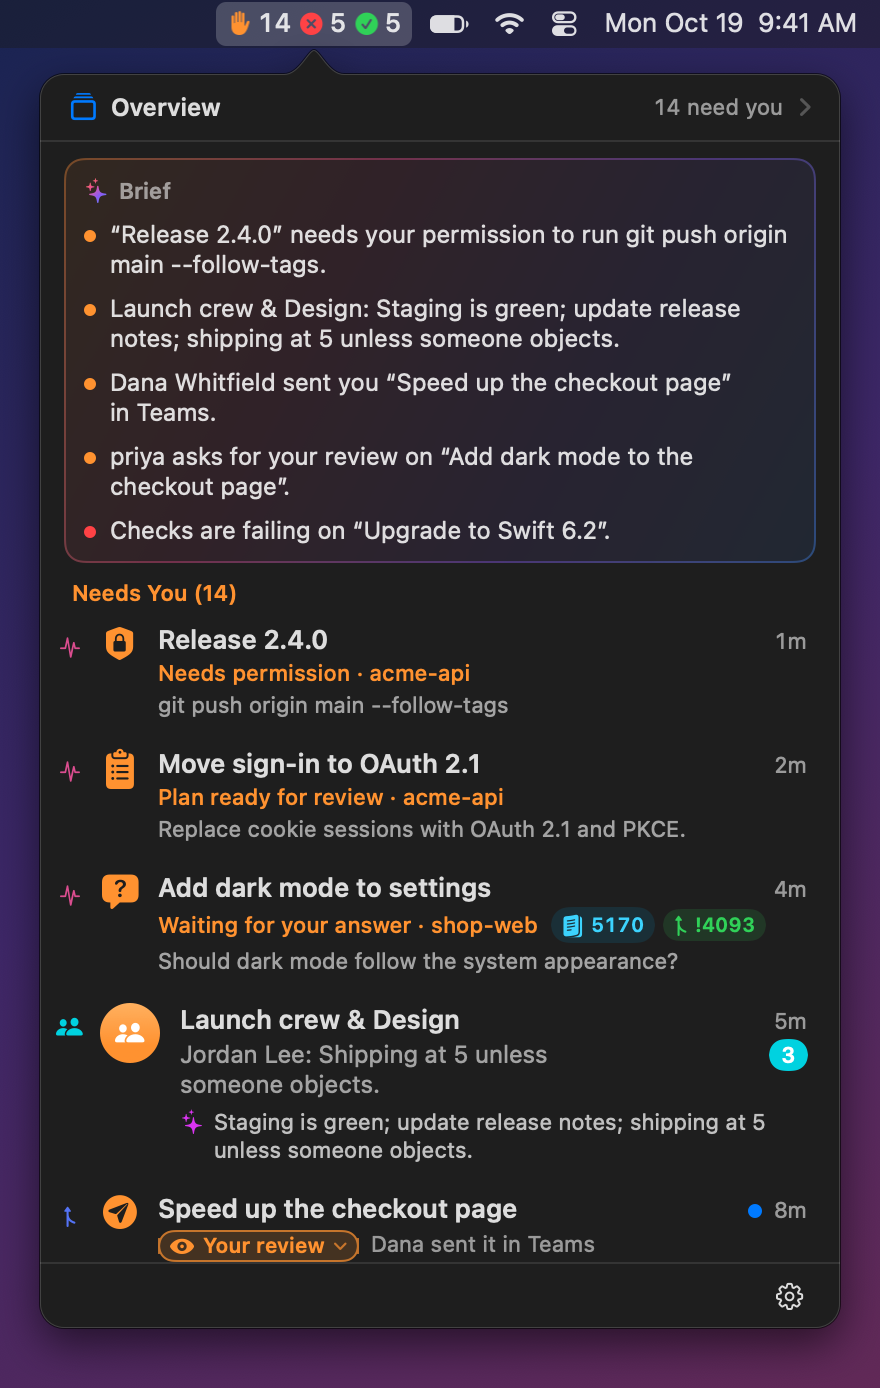 14 5 5 Mon Oct 19 9:41 AM
Overview 14 need you
Brief
“Release 2.4.0” needs your permission to run git push origin
main --follow-tags.
Launch crew & Design: Staging is green; update release
notes; shipping at 5 unless someone objects.
Dana Whitfield sent you “Speed up the checkout page”
in Teams.
priya asks for your review on “Add dark mode to the
checkout page”.
Checks are failing on “Upgrade to Swift 6.2”.
Needs You (14)
Release 2.4.0 1m
Needs permission · acme-api
git push origin main --follow-tags
Move sign-in to OAuth 2.1 2m
Plan ready for review · acme-api
Replace cookie sessions with OAuth 2.1 and PKCE.
Add dark mode to settings 4m
Waiting for your answer · shop-web 5170 !4093
Should dark mode follow the system appearance?
Launch crew & Design 5m
Jordan Lee: Shipping at 5 unless 3
someone objects.
Staging is green; update release notes; shipping at 5
unless someone objects.
Speed up the checkout page 8m
Your review Dana sent it in Teams